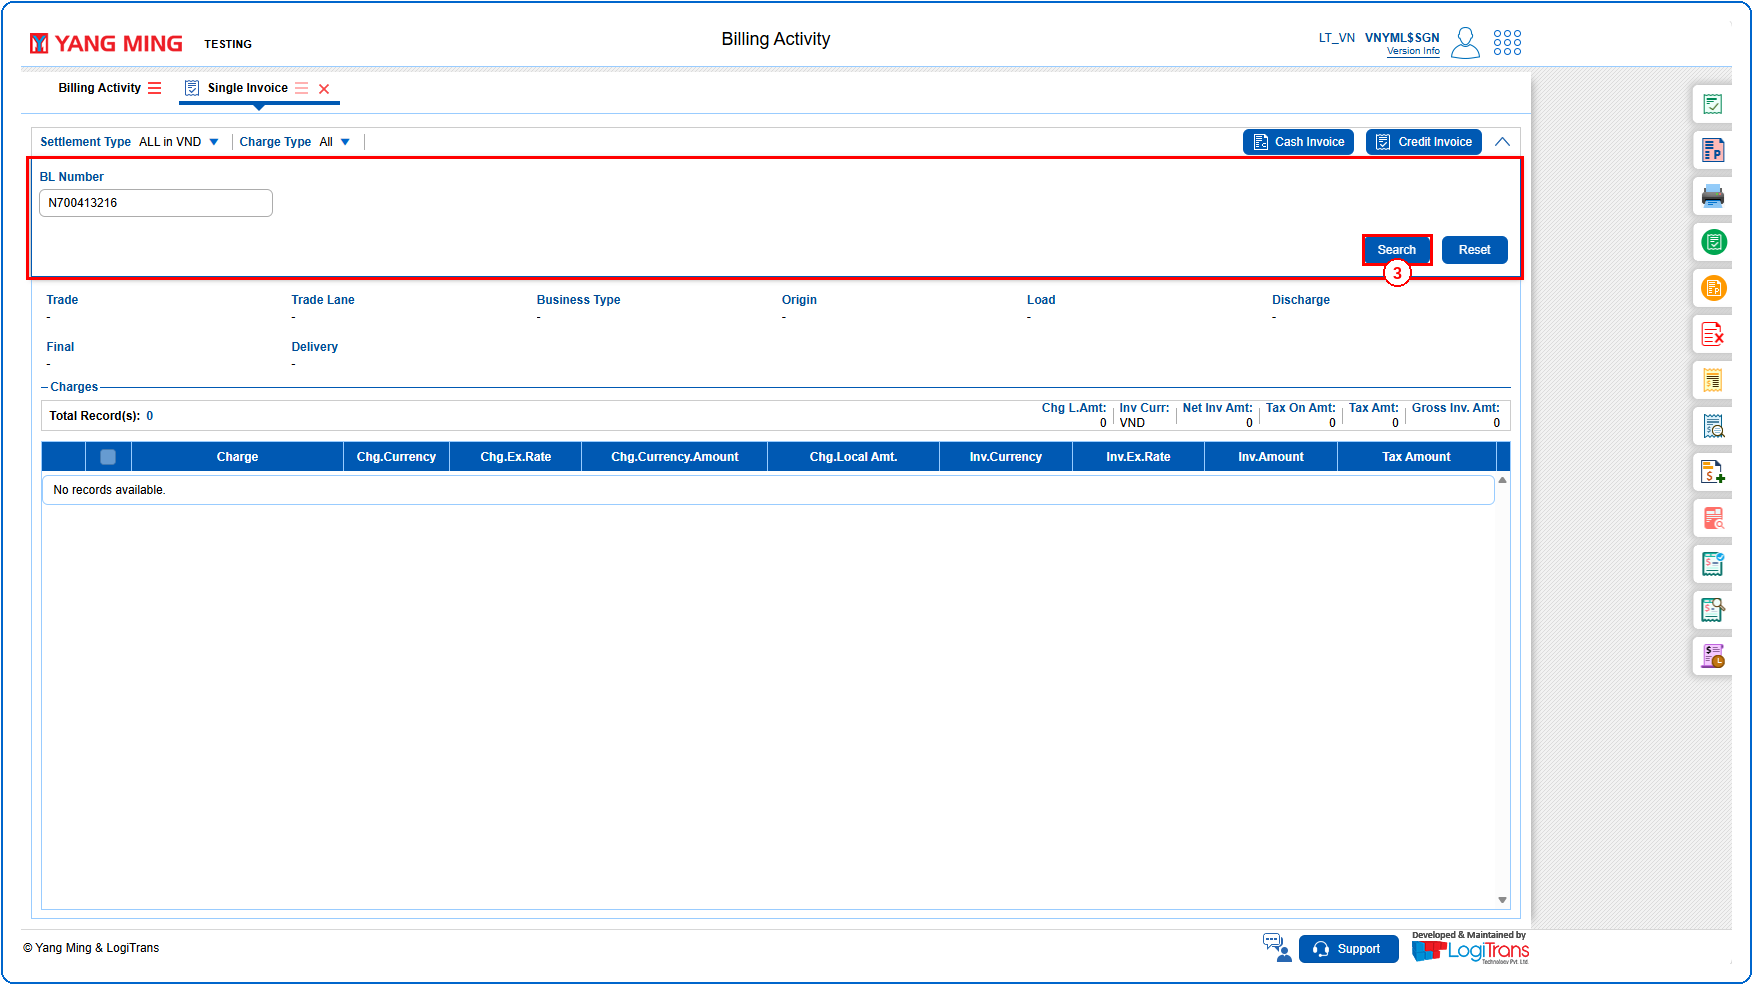 YANG MING TESTING
Billing Activity
LT_VN VNYML$SGN
Version Info
Billing Activity
Single Invoice
Settlement Type ALL in VND Charge Type All
Cash Invoice
Credit Invoice
BL Number
N700413216
Search
Reset
3
Trade Trade Lane Business Type Origin Load Discharge
- - - - - -
Final Delivery
- -
Charges
Total Record(s): 0
Chg L.Amt: Inv Curr: Net Inv Amt: Tax On Amt: Tax Amt: Gross Inv. Amt:
0 VND 0 0 0 0
Charge Chg.Currency Chg.Ex.Rate Chg.Currency.Amount Chg.Local Amt. Inv.Currency Inv.Ex.Rate Inv.Amount Tax Amount
No records available.
© Yang Ming & LogiTrans
Support
Developed & Maintained by
LogiTrans
Technology Pvt. Ltd.